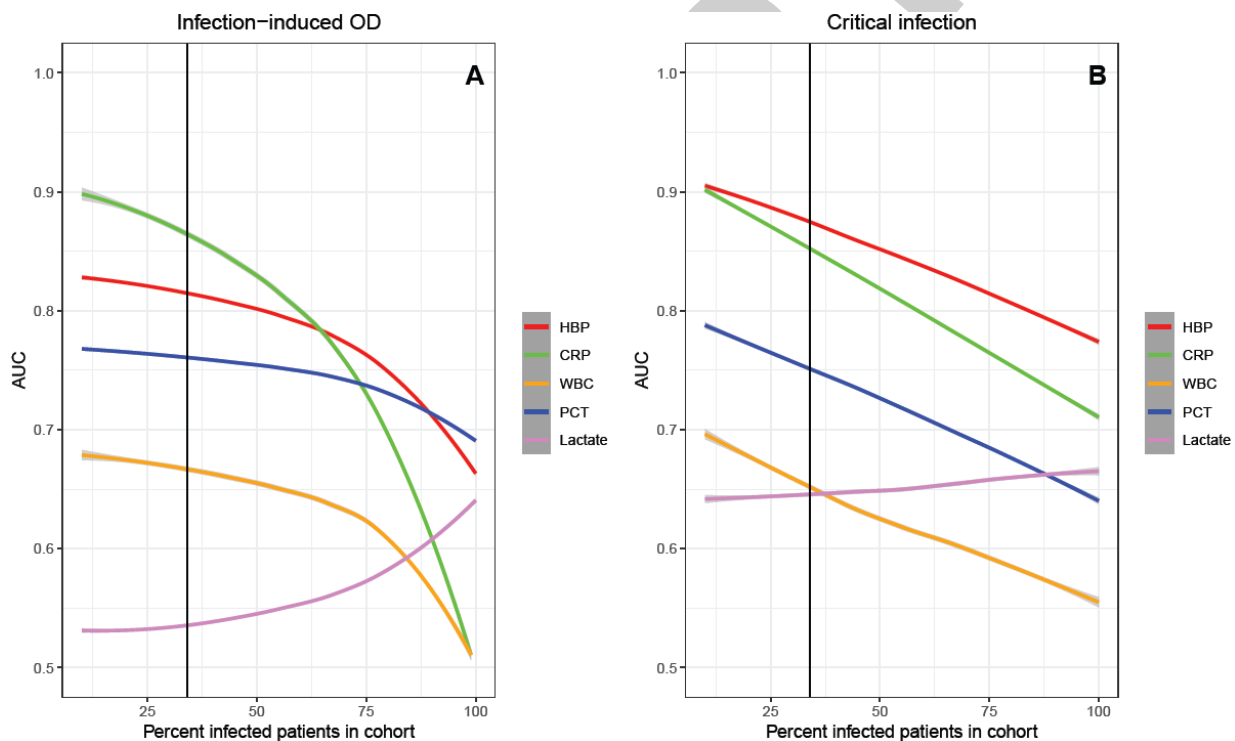 Infection−induced OD
A
1.0
0.9
0.8
0.7
0.6
0.5
AUC
25 50 75 100
Percent infected patients in cohort
HBP
CRP
WBC
PCT
Lactate
Critical infection
B
1.0
0.9
0.8
0.7
0.6
0.5
AUC
25 50 75 100
Percent infected patients in cohort
HBP
CRP
WBC
PCT
Lactate